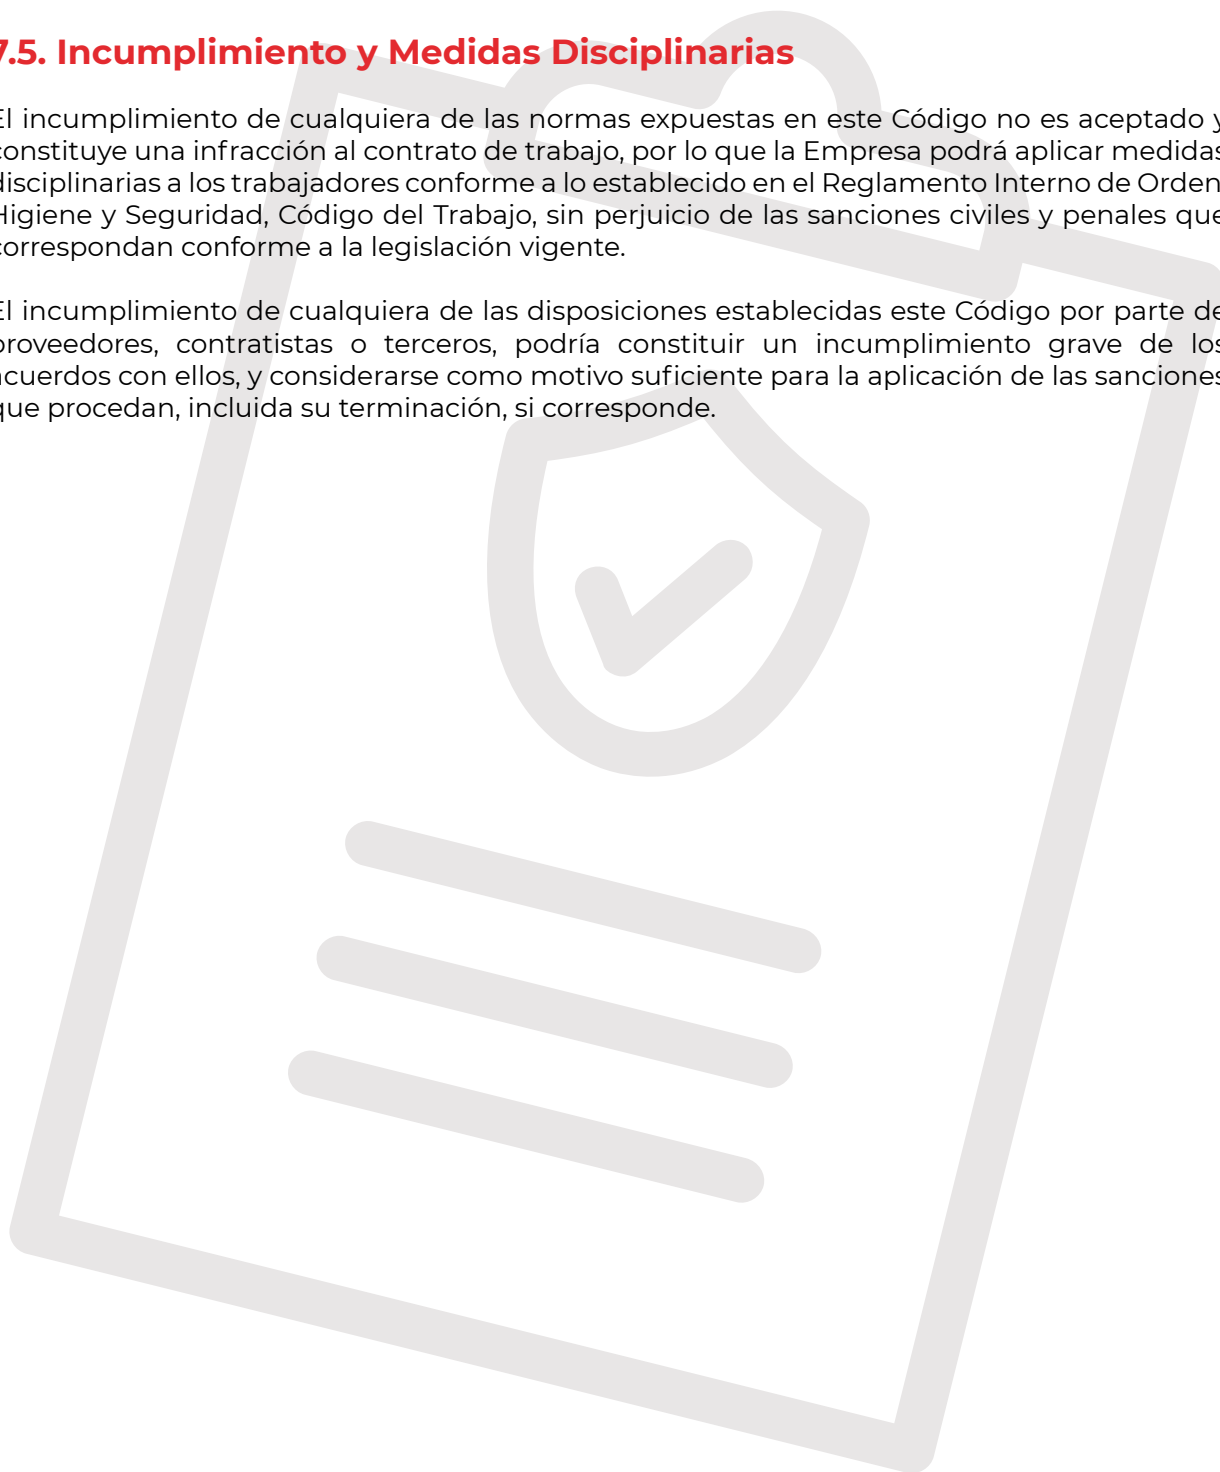 7.5. Incumplimiento y Medidas Disciplinarias
El incumplimiento de cualquiera de las normas expuestas en este Código no es aceptado y
constituye una infracción al contrato de trabajo, por lo que la Empresa podrá aplicar medidas
disciplinarias a los trabajadores conforme a lo establecido en el Reglamento Interno de Orden
Higiene y Seguridad, Código del Trabajo, sin perjuicio de las sanciones civiles y penales que
correspondan conforme a la legislación vigente.
El incumplimiento de cualquiera de las disposiciones establecidas este Código por parte de
proveedores, contratistas o terceros, podría constituir un incumplimiento grave de los
acuerdos con ellos, y considerarse como motivo suficiente para la aplicación de las sanciones
que procedan, incluida su terminación, si corresponde.